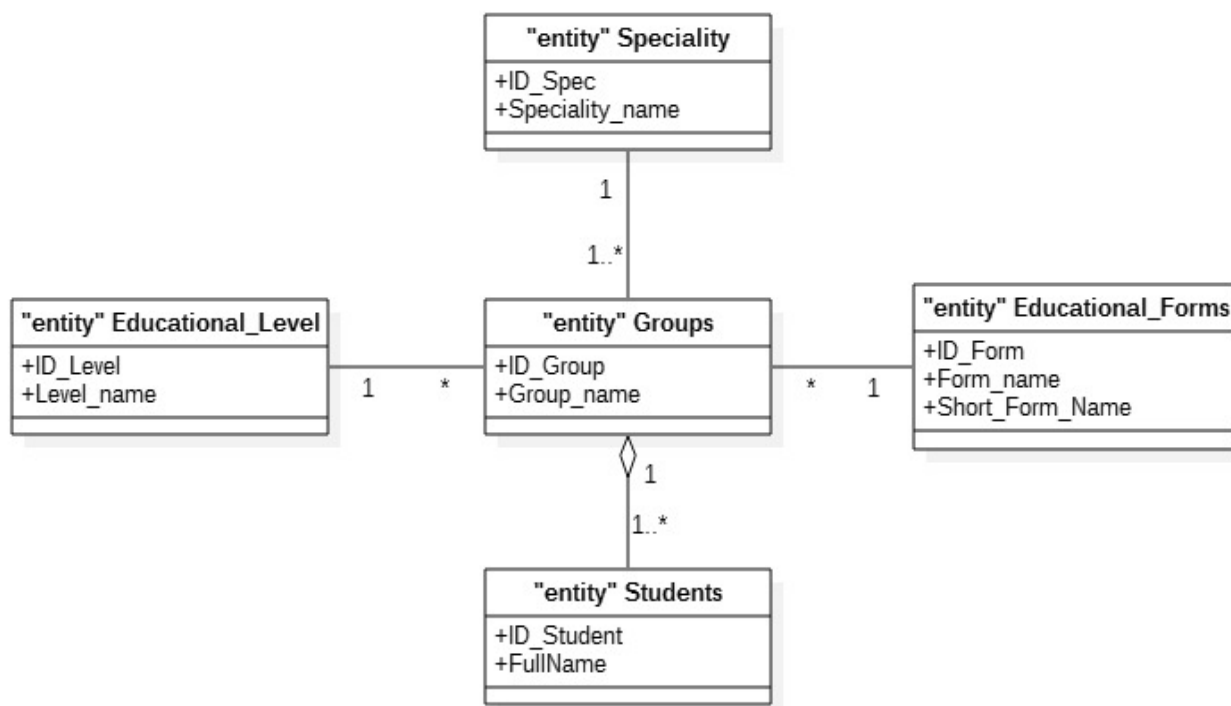 "entity" Speciality
+ID_Spec
+Speciality_name
1
1..*
"entity" Educational_Level
+ID_Level
+Level_name
1
*
"entity" Groups
+ID_Group
+Group_name
*
1
"entity" Educational_Forms
+ID_Form
+Form_name
+Short_Form_Name
1
1..*
"entity" Students
+ID_Student
+FullName